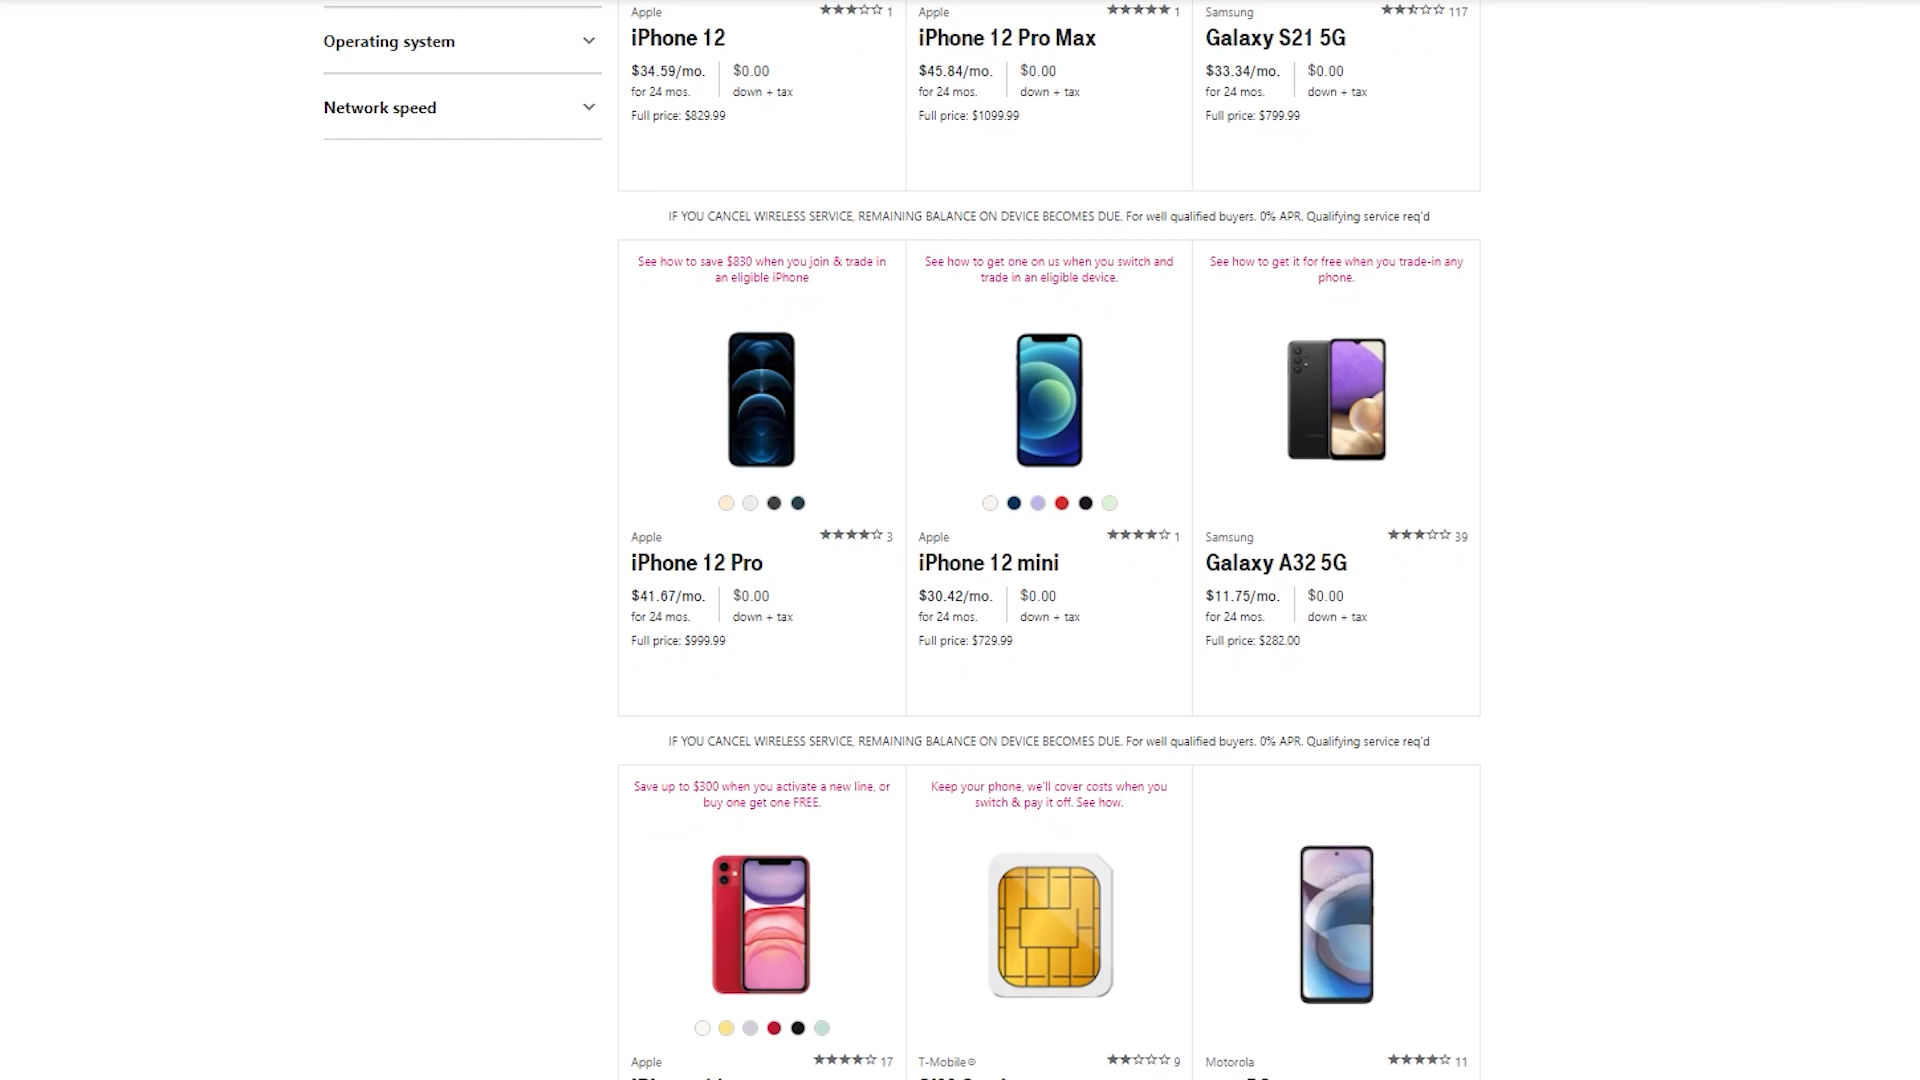 Operating system
Network speed
Apple 1
iPhone 12
$34.59/mo. $0.00
for 24 mos. down + tax
Full price: $829.99
Apple 1
iPhone 12 Pro Max
$45.84/mo. $0.00
for 24 mos. down + tax
Full price: $1099.99
Samsung 117
Galaxy S21 5G
$33.34/mo. $0.00
for 24 mos. down + tax
Full price: $799.99
IF YOU CANCEL WIRELESS SERVICE, REMAINING BALANCE ON DEVICE BECOMES DUE. For well qualified buyers. 0% APR. Qualifying service req'd
See how to save $830 when you join & trade in
an eligible iPhone
Apple 3
iPhone 12 Pro
$41.67/mo. $0.00
for 24 mos. down + tax
Full price: $999.99
See how to get one on us when you switch and
trade in an eligible device.
Apple 1
iPhone 12 mini
$30.42/mo. $0.00
for 24 mos. down + tax
Full price: $729.99
See how to get it for free when you trade-in any
phone.
Samsung 39
Galaxy A32 5G
$11.75/mo. $0.00
for 24 mos. down + tax
Full price: $282.00
IF YOU CANCEL WIRELESS SERVICE, REMAINING BALANCE ON DEVICE BECOMES DUE. For well qualified buyers. 0% APR. Qualifying service req'd
Save up to $300 when you activate a new line, or
buy one get one FREE.
Apple 17
Keep your phone, we'll cover costs when you
switch & pay it off. See how.
T-Mobile® 9
Motorola 11